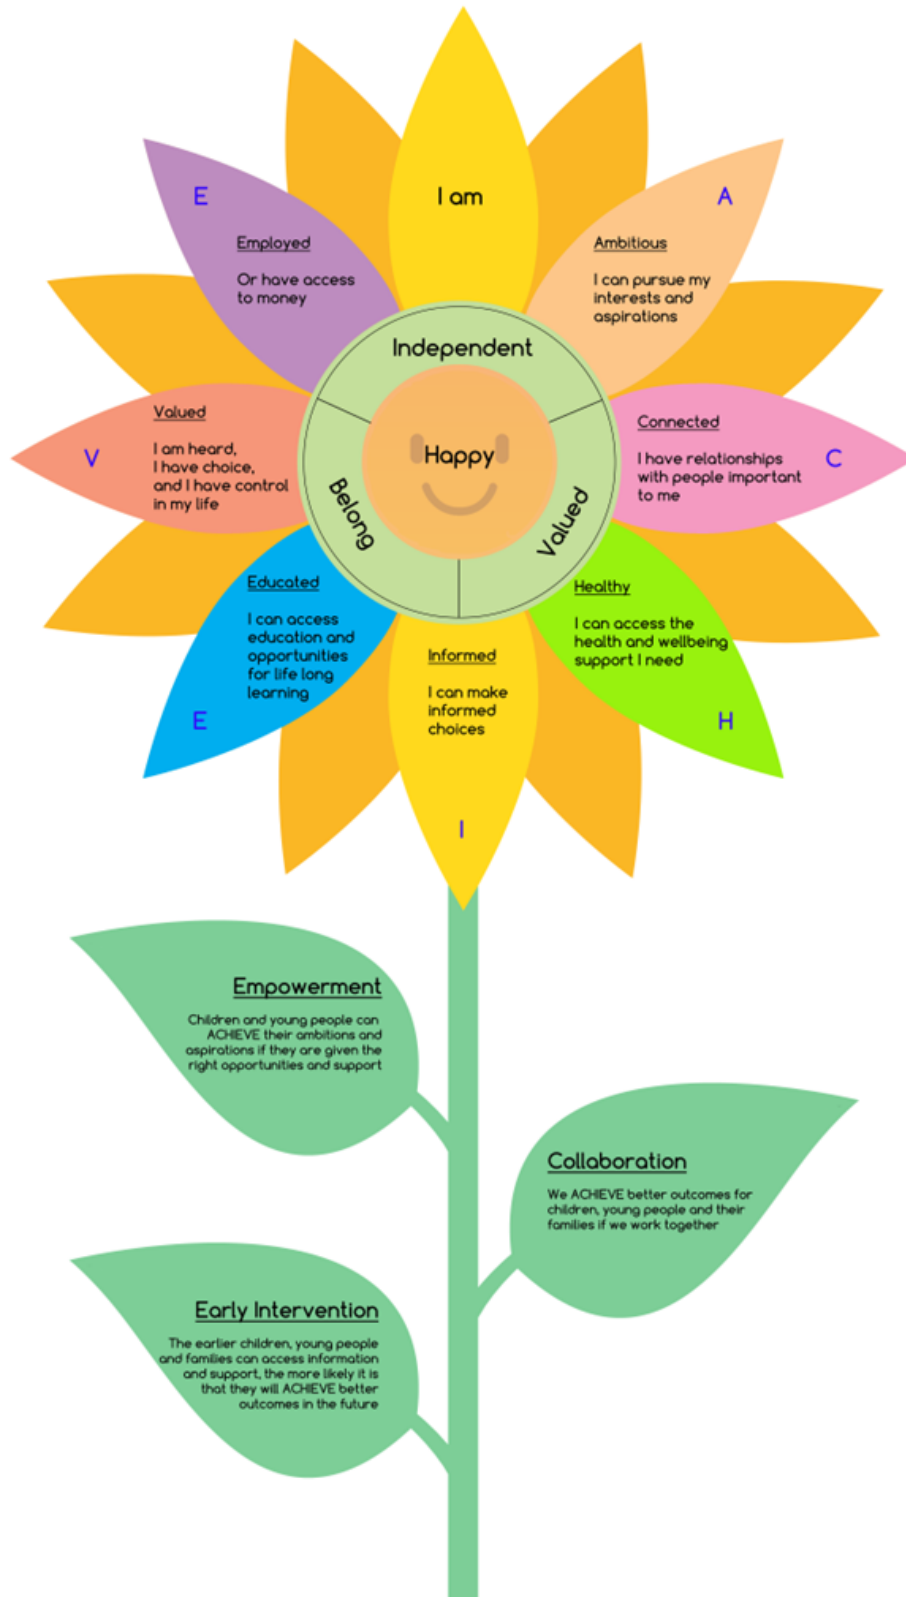 I am
A
Ambitious
I can pursue my
interests and
aspirations
Connected
I have relationships
with people important
to me
C
Healthy
I can access the
health and wellbeing
support I need
H
Informed
I can make
informed
choices
I
Educated
I can access
education and
opportunities
for life long
learning
E
Valued
I am heard,
I have choice,
and I have control
in my life
V
E
Employed
Or have access
to money
Independent
Valued
Belong
Happy
Empowerment
Children and young people can
ACHIEVE their ambitions and
aspirations if they are given the
right opportunities and support
Collaboration
We ACHIEVE better outcomes for
children, young people and their
families if we work together
Early Intervention
The earlier children, young people
and families can access information
and support, the more likely it is
that they will ACHIEVE better
outcomes in the future